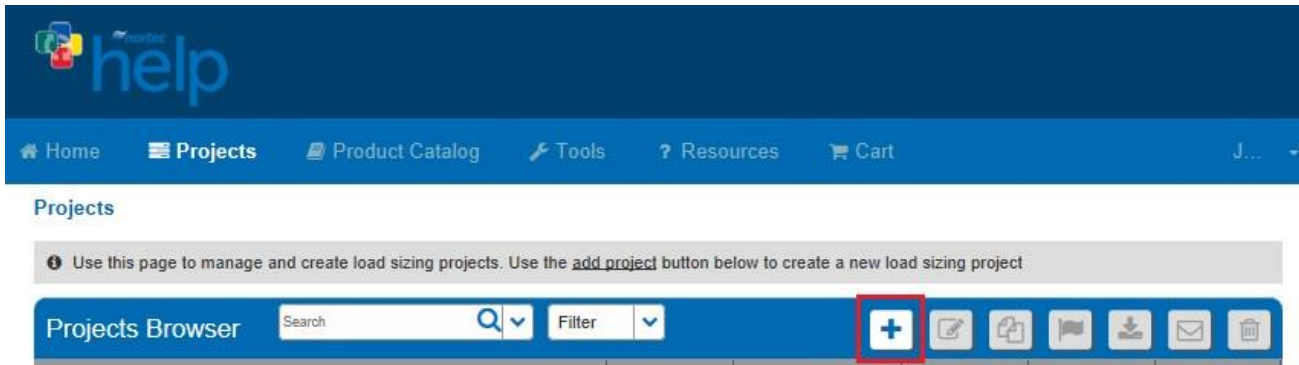 nortec
help
Home Projects Product Catalog Tools ? Resources Cart J...
Projects
Use this page to manage and create load sizing projects. Use the add project button below to create a new load sizing project
Projects Browser Search Filter